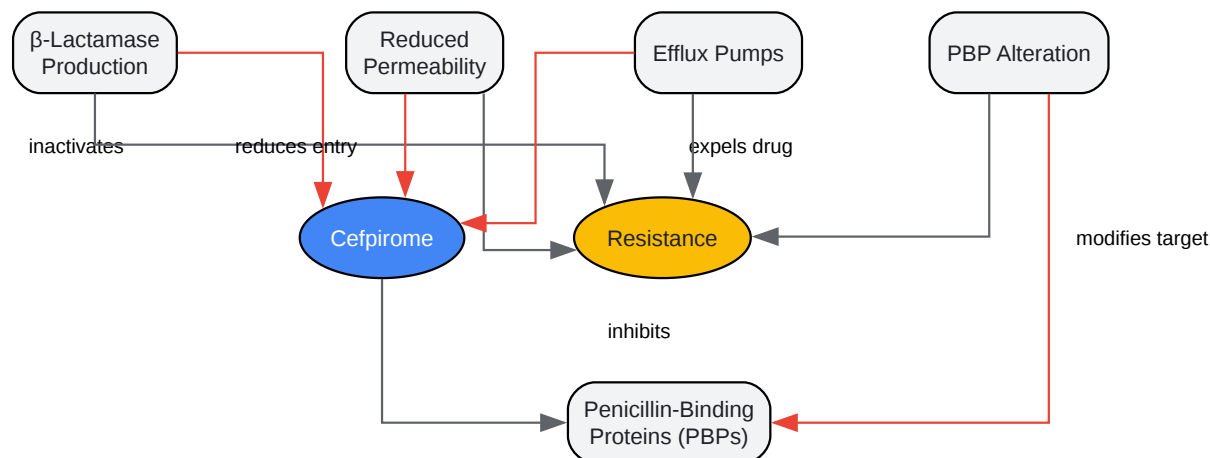 β-Lactamase
Production
Reduced
Permeability
Efflux Pumps
PBP Alteration
inactivates
reduces entry
expels drug
Cefpirome
Resistance
modifies target
inhibits
Penicillin-Binding
Proteins (PBPs)